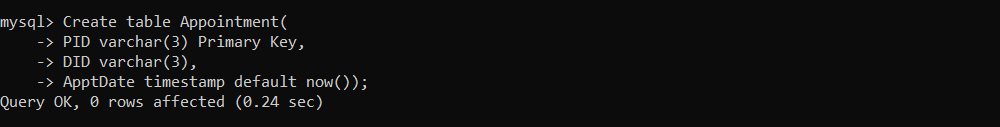 mysql> Create table Appointment(
    -> PID varchar(3) Primary Key,
    -> DID varchar(3),
    -> ApptDate timestamp default now());
Query OK, 0 rows affected (0.24 sec)